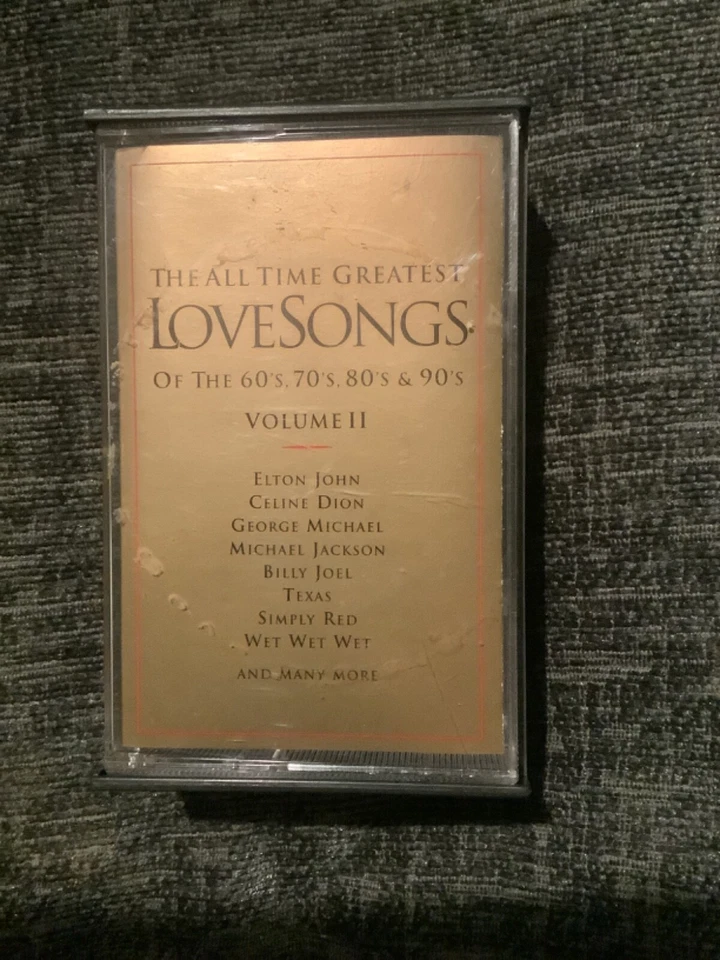 THE ALL TIME GREATEST
LOVESONGS
OF THE 60'S, 70'S, 80'S & 90'S
VOLUME II
ELTON JOHN
CELINE DION
GEORGE MICHAEL
MICHAEL JACKSON
BILLY JOEL
TEXAS
SIMPLY RED
WET WET WET
AND MANY MORE